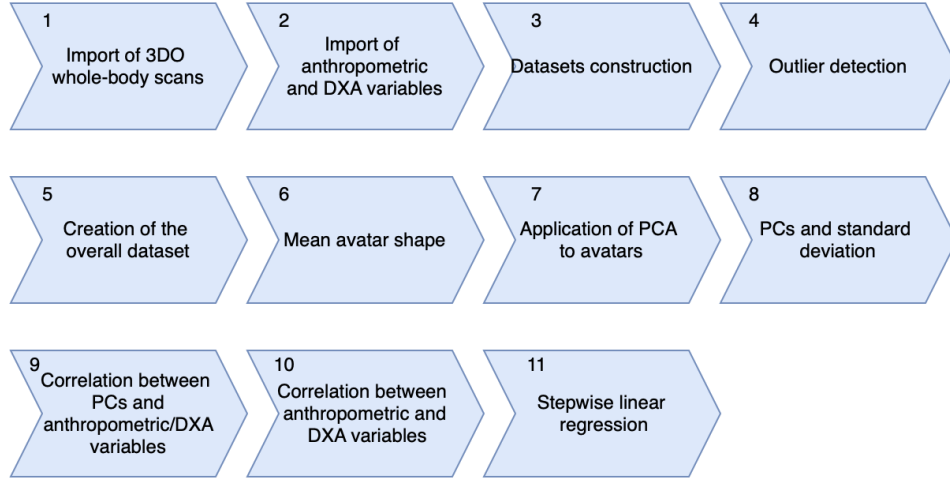 1
Import of 3DO
whole-body scans
2
Import of
anthropometric
and DXA variables
3
Datasets construction
4
Outlier detection
5
Creation of the
overall dataset
6
Mean avatar shape
7
Application of PCA
to avatars
8
PCs and standard
deviation
9
Correlation between
PCs and
anthropometric/DXA
variables
10
Correlation between
anthropometric and
DXA variables
11
Stepwise linear
regression